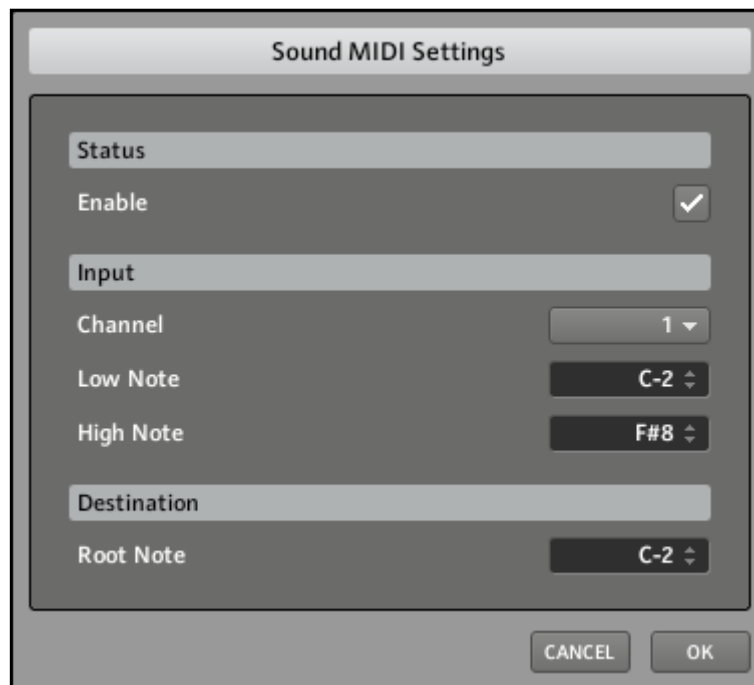 Sound MIDI Settings
Status
Enable
Input
Channel 1
Low Note C-2
High Note F#8
Destination
Root Note C-2
CANCEL OK